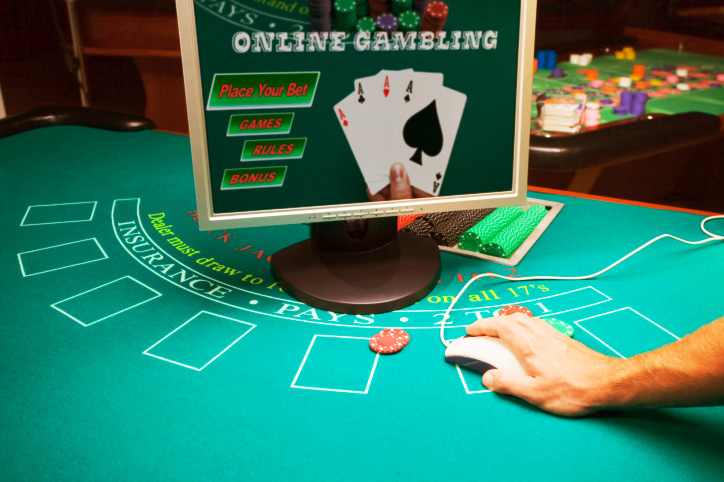 PAYS
ONLINE GAMBLING
Place Your Bet
GAMES
RULES
BONUS
A
A
A
A
A
Dealer must draw to
on all 17's
INSURANCE • PAYS • 2 TO 1